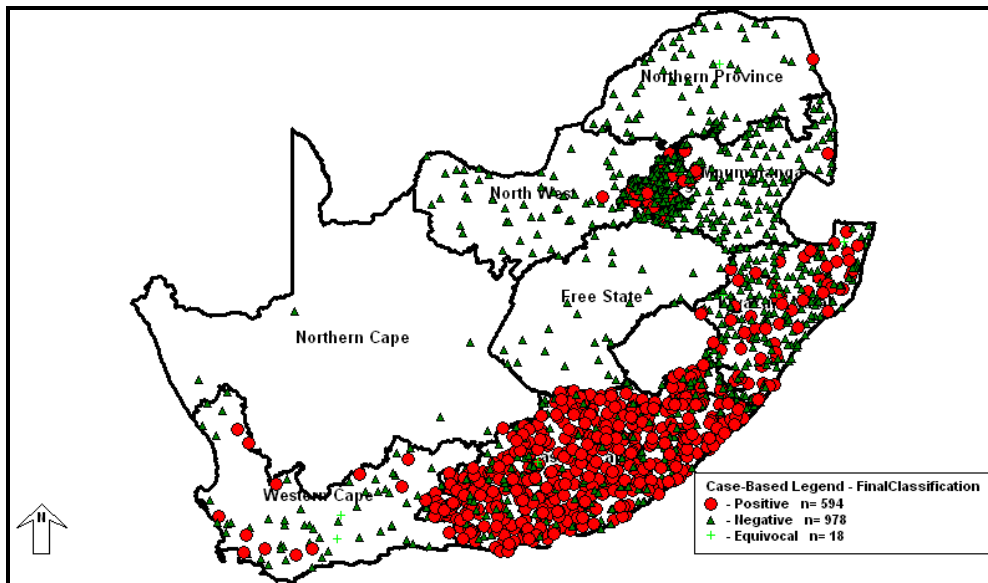 Northern Province
North West
Free State
Northern Cape
Western Cape
Case-Based Legend - FinalClassification
- Positive n= 594
- Negative n= 978
- Equivocal n= 18
N